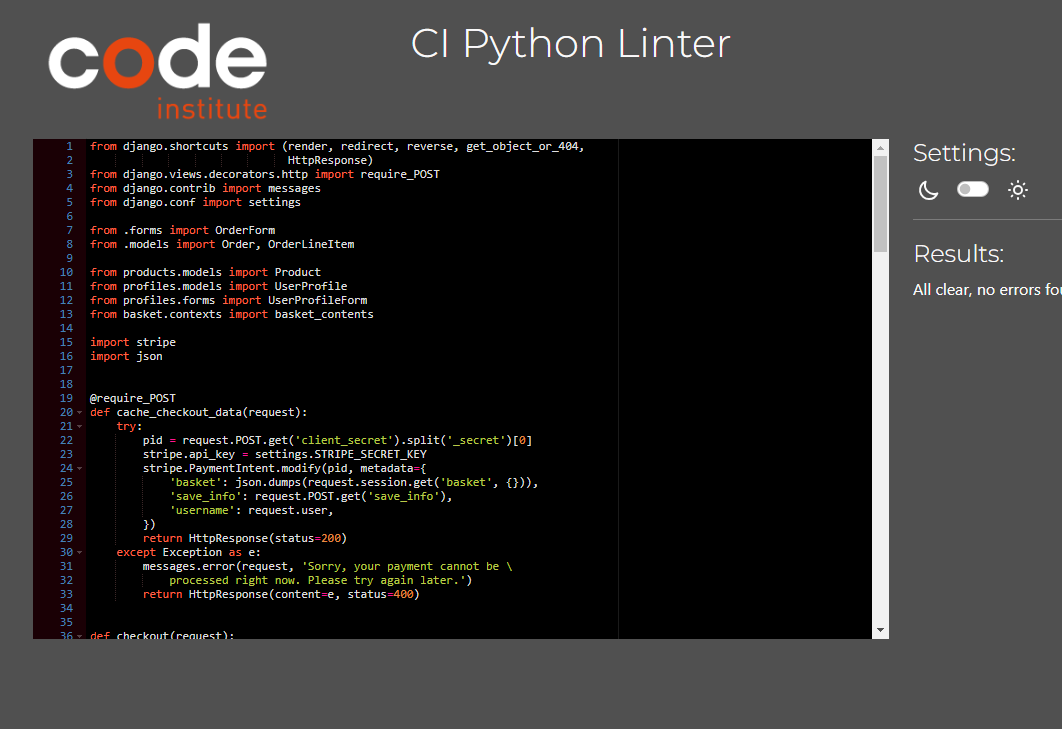 code
institute
CI Python Linter
1 from django.shortcuts import (render, redirect, reverse, get_object_or_404,
2 HttpResponse)
3 from django.views.decorators.http import require_POST
4 from django.contrib import messages
5 from django.conf import settings
6
7 from .forms import OrderForm
8 from .models import Order, OrderLineItem
9
10 from products.models import Product
11 from profiles.models import UserProfile
12 from profiles.forms import UserProfileForm
13 from basket.contexts import basket_contents
14
15 import stripe
16 import json
17
18
19 @require_POST
20 def cache_checkout_data(request):
21 try:
22 pid = request.POST.get('client_secret').split('_secret')[0]
23 stripe.api_key = settings.STRIPE_SECRET_KEY
24 stripe.PaymentIntent.modify(pid, metadata={
25 'basket': json.dumps(request.session.get('basket', {})),
26 'save_info': request.POST.get('save_info'),
27 'username': request.user,
28 })
29 return HttpResponse(status=200)
30 except Exception as e:
31 messages.error(request, 'Sorry, your payment cannot be \
32 processed right now. Please try again later.')
33 return HttpResponse(content=e, status=400)
34
35
36 def checkout(request):
Settings:
Results:
All clear, no errors fou